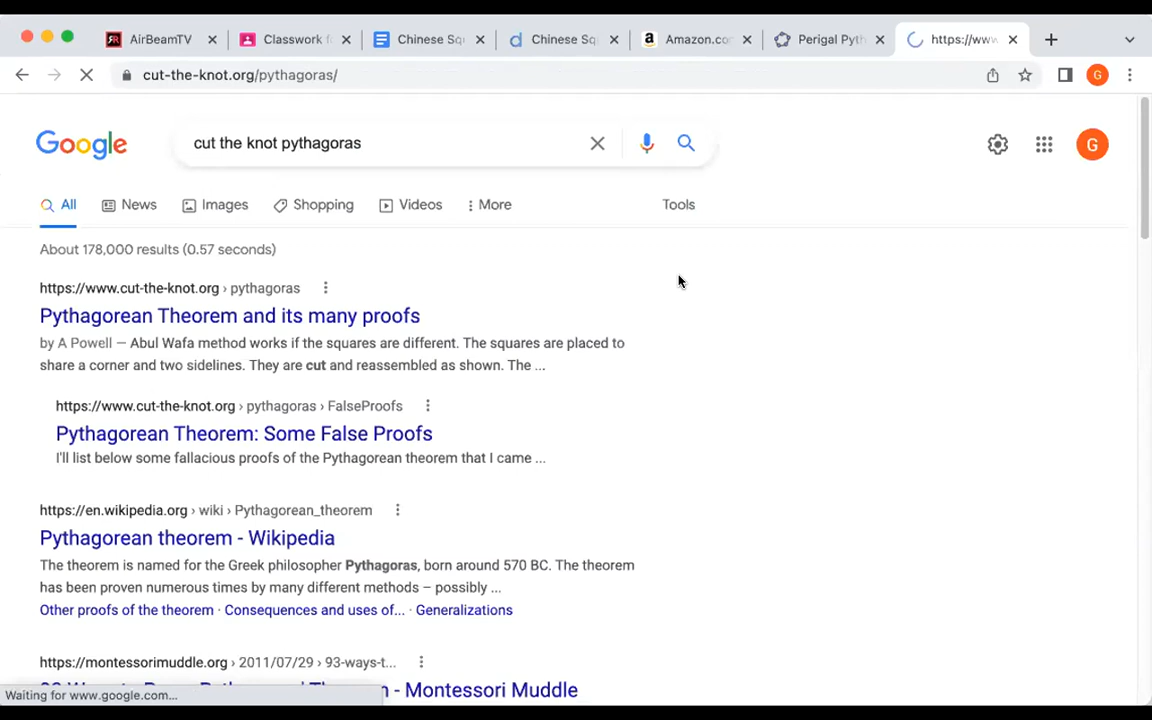 AirBeamTV
Classwork f
Chinese Squ
Chinese Squ
Amazon.co
Perigal Pyth
https://www
cut-the-knot.org/pythagoras/
G
Google
cut the knot pythagoras
G
All
News
Images
Shopping
Videos
More
Tools
About 178,000 results (0.57 seconds)
https://www.cut-the-knot.org › pythagoras
Pythagorean Theorem and its many proofs
by A Powell — Abul Wafa method works if the squares are different. The squares are placed to
share a corner and two sidelines. They are cut and reassembled as shown. The ...
https://www.cut-the-knot.org › pythagoras › FalseProofs
Pythagorean Theorem: Some False Proofs
I'll list below some fallacious proofs of the Pythagorean theorem that I came ...
https://en.wikipedia.org › wiki › Pythagorean_theorem
Pythagorean theorem - Wikipedia
The theorem is named for the Greek philosopher Pythagoras, born around 570 BC. The theorem
has been proven numerous times by many different methods – possibly ...
Other proofs of the theorem · Consequences and uses of... · Generalizations
https://montessorimuddle.org › 2011/07/29 › 93-ways-t...
- Montessori Muddle
Waiting for www.google.com...